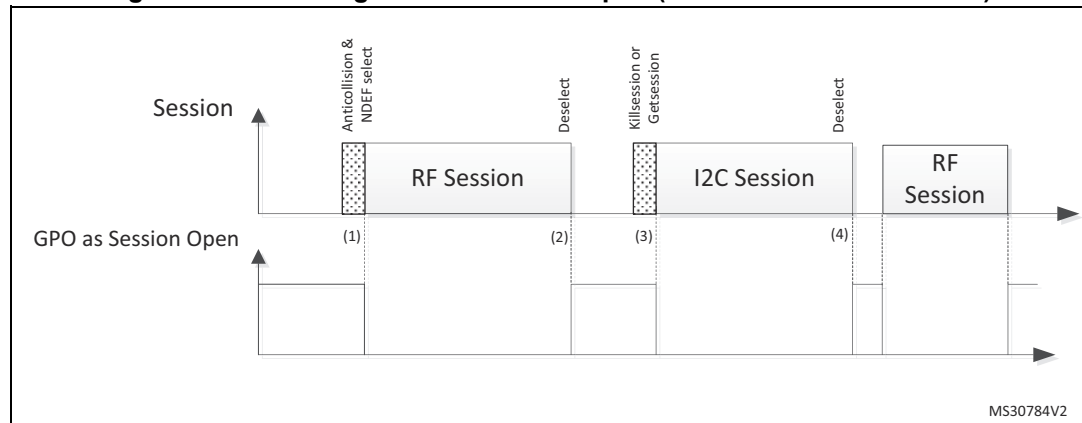 Anticollision &
NDEF select
Deselect
Killsession or
Getsession
Deselect
Session
RF Session
I2C Session
RF
Session
(1)
(2)
(3)
(4)
GPO as Session Open
MS30784V2